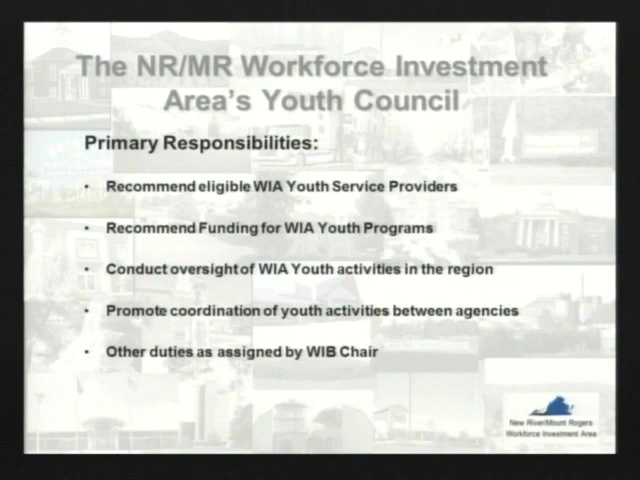 The NR/MR Workforce Investment
Area's Youth Council
Primary Responsibilities:
• Recommend eligible WIA Youth Service Providers
• Recommend Funding for WIA Youth Programs
• Conduct oversight of WIA Youth activities in the region
• Promote coordination of youth activities between agencies
• Other duties as assigned by WIB Chair
New River/Mount Rogers
Workforce Investment Area